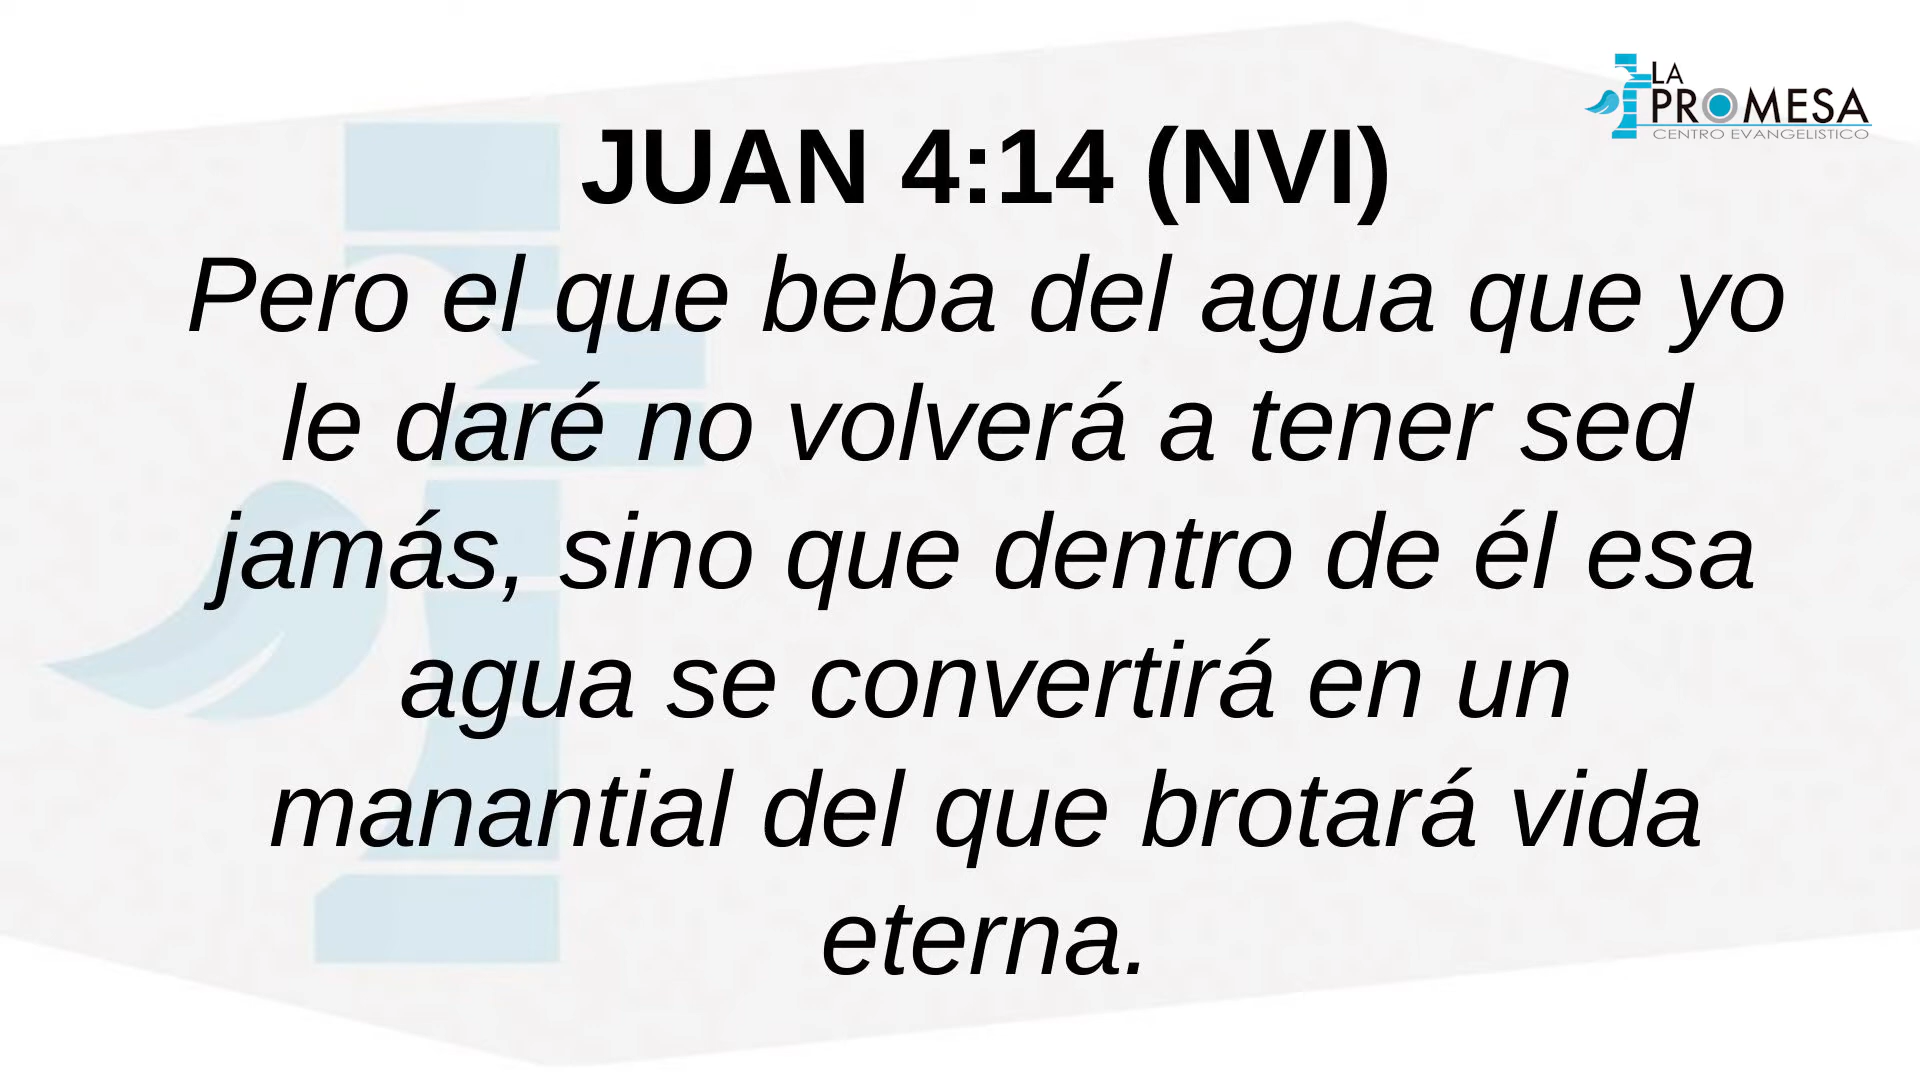 LA
PROMESA
CENTRO EVANGELISTICO
JUAN 4:14 (NVI)
Pero el que beba del agua que yo
le daré no volverá a tener sed
jamás, sino que dentro de él esa
agua se convertirá en un
manantial del que brotará vida
eterna.